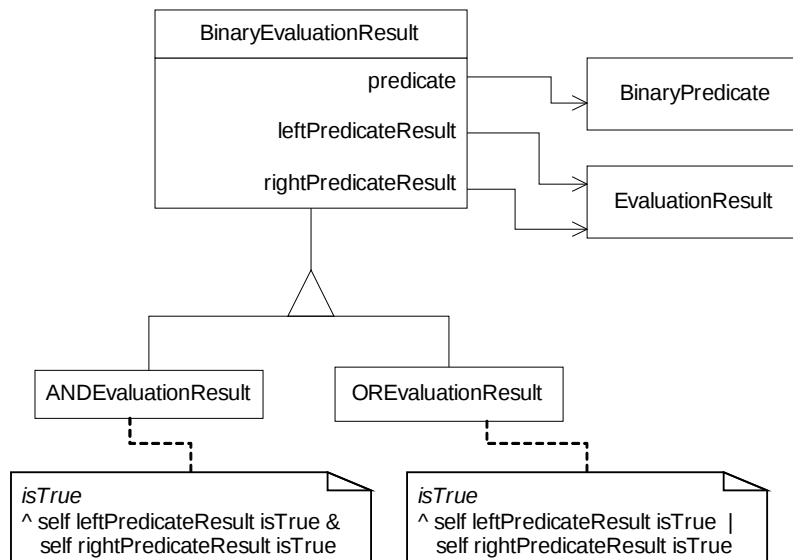 BinaryEvaluationResult
predicate
BinaryPredicate
leftPredicateResult
rightPredicateResult
EvaluationResult
ANDEvaluationResult
OREvaluationResult
isTrue
^ self leftPredicateResult isTrue &
self rightPredicateResult isTrue
isTrue
^ self leftPredicateResult isTrue |
self rightPredicateResult isTrue